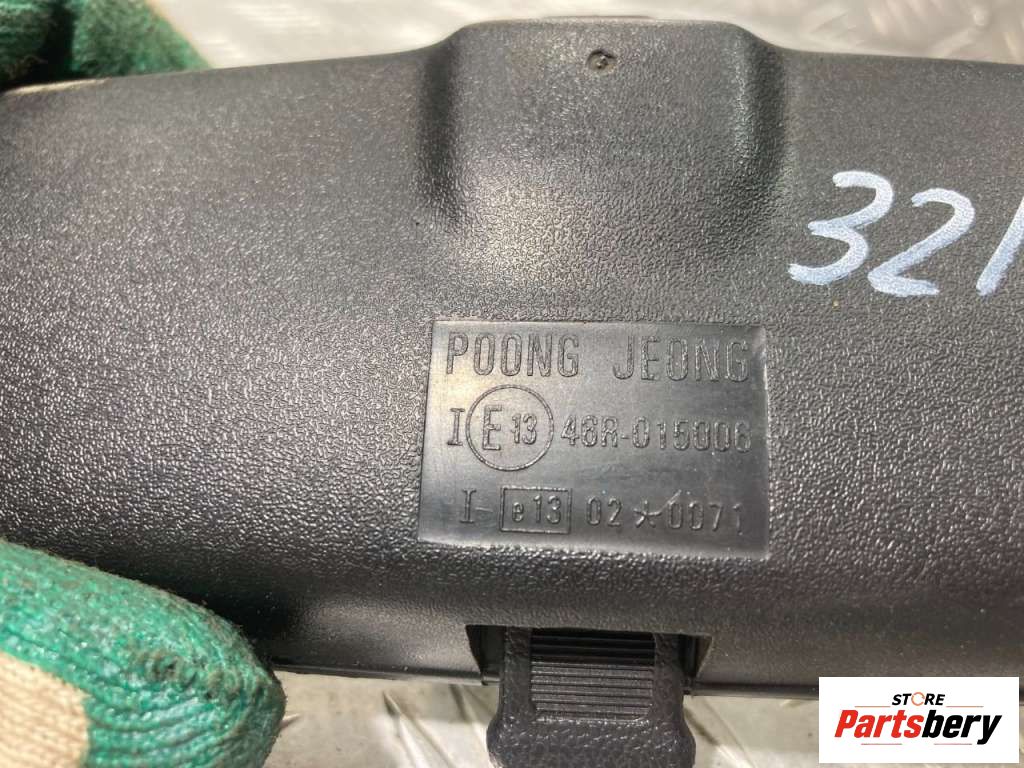 321
POONG JEONG
I E 13 46R-015006
I e13 02*0071
STORE
Partsbery